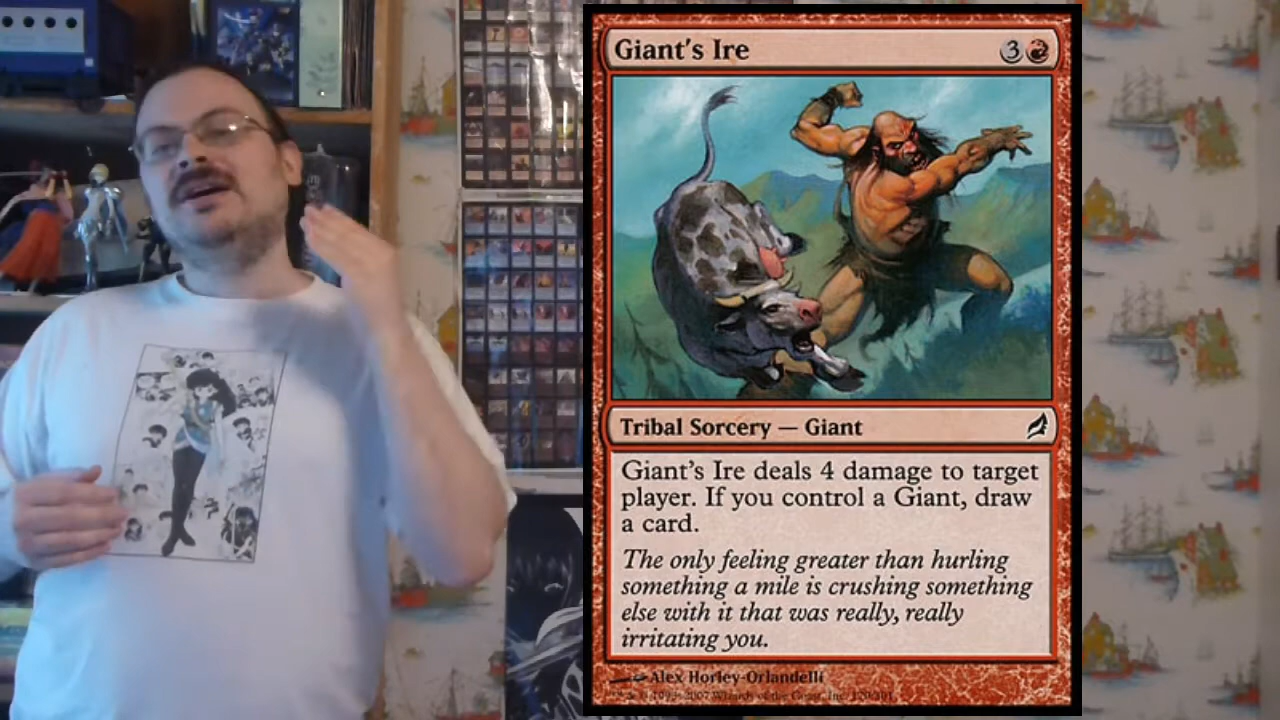 Giant's Ire
3
Tribal Sorcery — Giant
Giant's Ire deals 4 damage to target
player. If you control a Giant, draw
a card.
The only feeling greater than hurling
something a mile is crushing something
else with it that was really, really
irritating you.
Alex Horley-Orlandelli